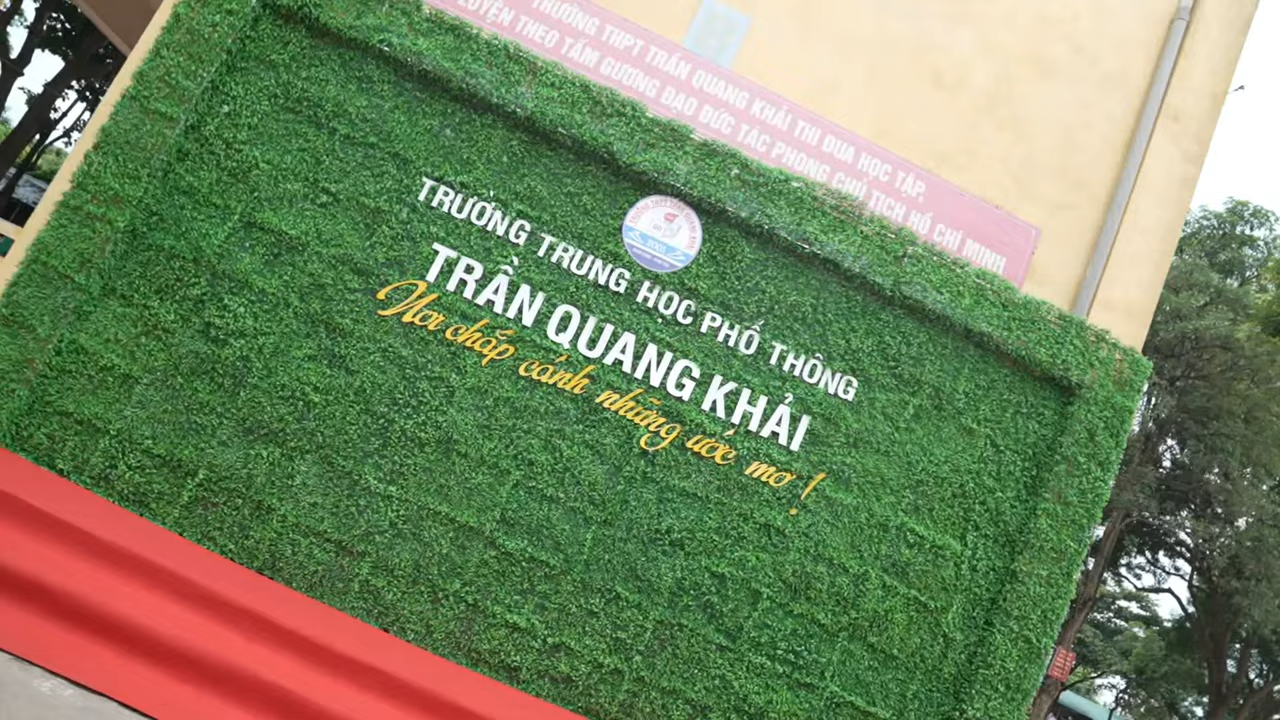 TRƯỜNG THPT TRẦN QUANG KHẢI THI ĐUA HỌC TẬP,
LUYỆN THEO TẤM GƯƠNG ĐẠO ĐỨC TÁC PHONG CHỦ TỊCH HỒ CHÍ MINH
2001
TRƯỜNG TRUNG HỌC PHỔ THÔNG
TRẦN QUANG KHẢI
Nơi chắp cánh những ước mơ !